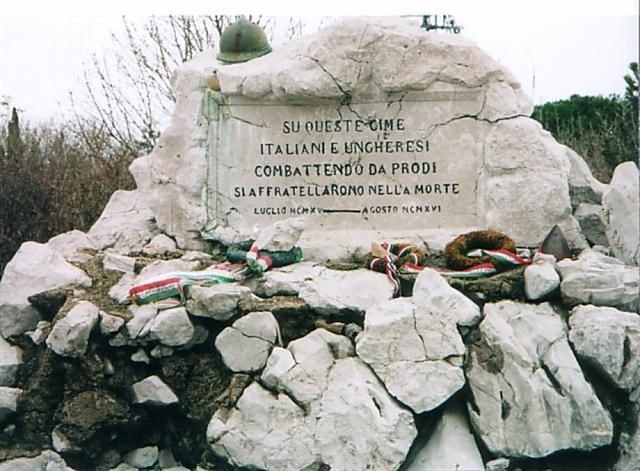 SU QUESTE CIME
ITALIANI E UNGHERESI
COMBATTENDO DA PRODI
SI AFFRATELLARONO NELLA MORTE
LUGLIO MCMXV — AGOSTO MCMXVI